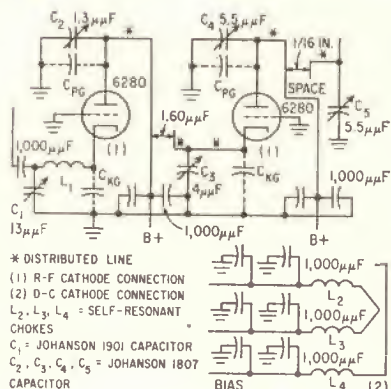 C2 1.3μμF
*
C4 5.5μμF
*
1/16 IN.
CPG
6280
CPG
6280
SPACE
C5
5.5μμF
1.60μμF
* *
1,000μμF
(1)
(1)
1,000μμF
L1
CKG
C3
4μμF
CKG
C1
13μμF
B+
1,000μμF
B+
* DISTRIBUTED LINE
(1) R-F CATHODE CONNECTION
(2) D-C CATHODE CONNECTION
L2, L3, L4 = SELF-RESONANT
CHOKES
C1 = JOHANSON 1901 CAPACITOR
C2, C3, C4, C5 = JOHANSON 1807
CAPACITOR
1,000μμF
L2
1,000μμF
L3
1,000μμF
BIAS
L4
(2)